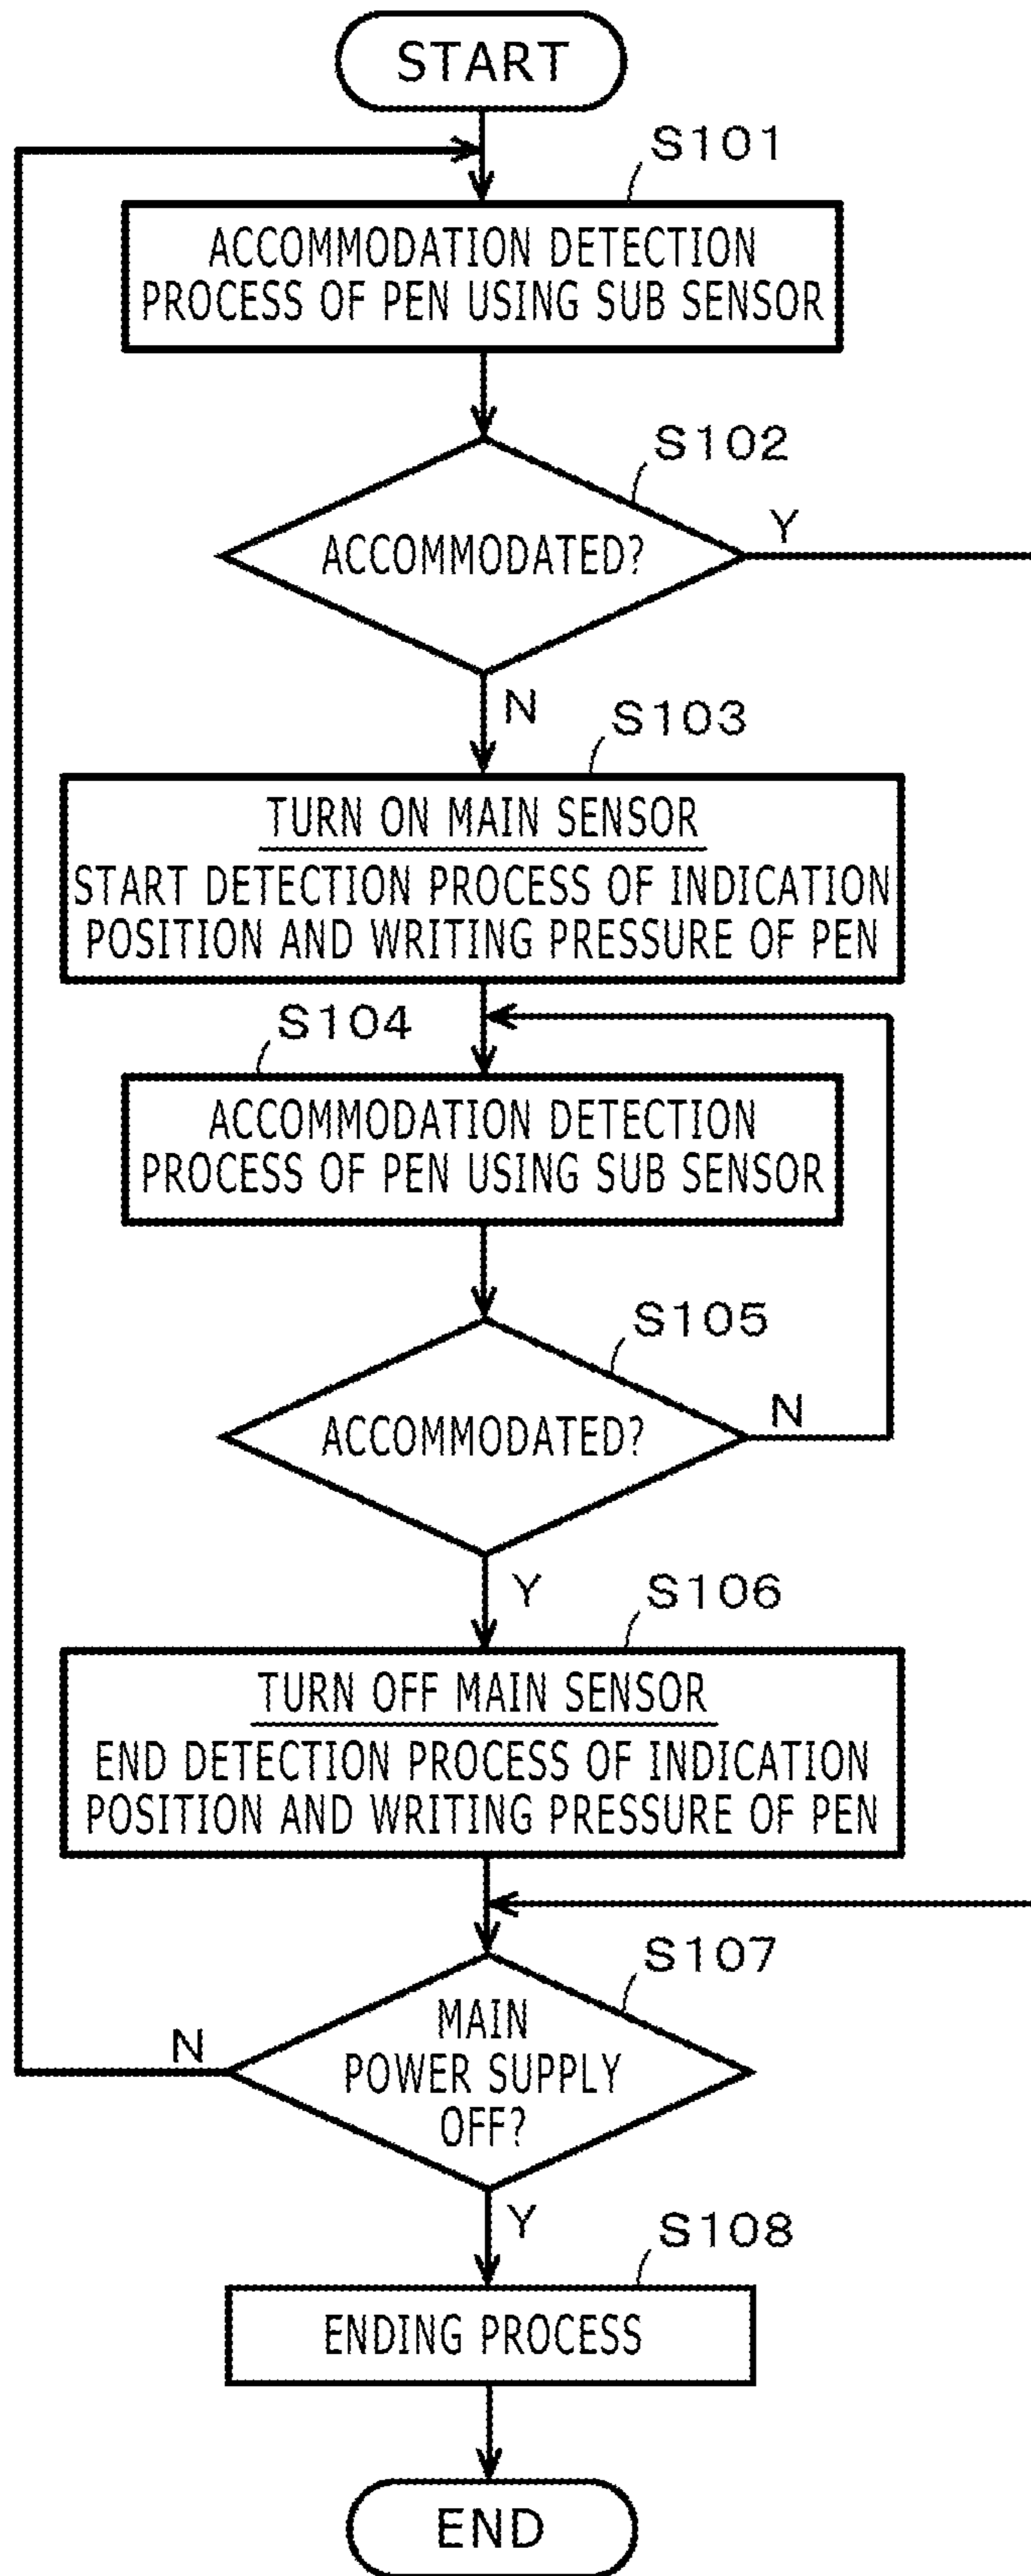 START
S101
ACCOMMODATION DETECTION
PROCESS OF PEN USING SUB SENSOR
S102
ACCOMMODATED?
Y
N
S103
TURN ON MAIN SENSOR
START DETECTION PROCESS OF INDICATION
POSITION AND WRITING PRESSURE OF PEN
S104
ACCOMMODATION DETECTION
PROCESS OF PEN USING SUB SENSOR
S105
ACCOMMODATED?
N
Y
S106
TURN OFF MAIN SENSOR
END DETECTION PROCESS OF INDICATION
POSITION AND WRITING PRESSURE OF PEN
S107
MAIN
POWER SUPPLY
OFF?
N
Y
S108
ENDING PROCESS
END